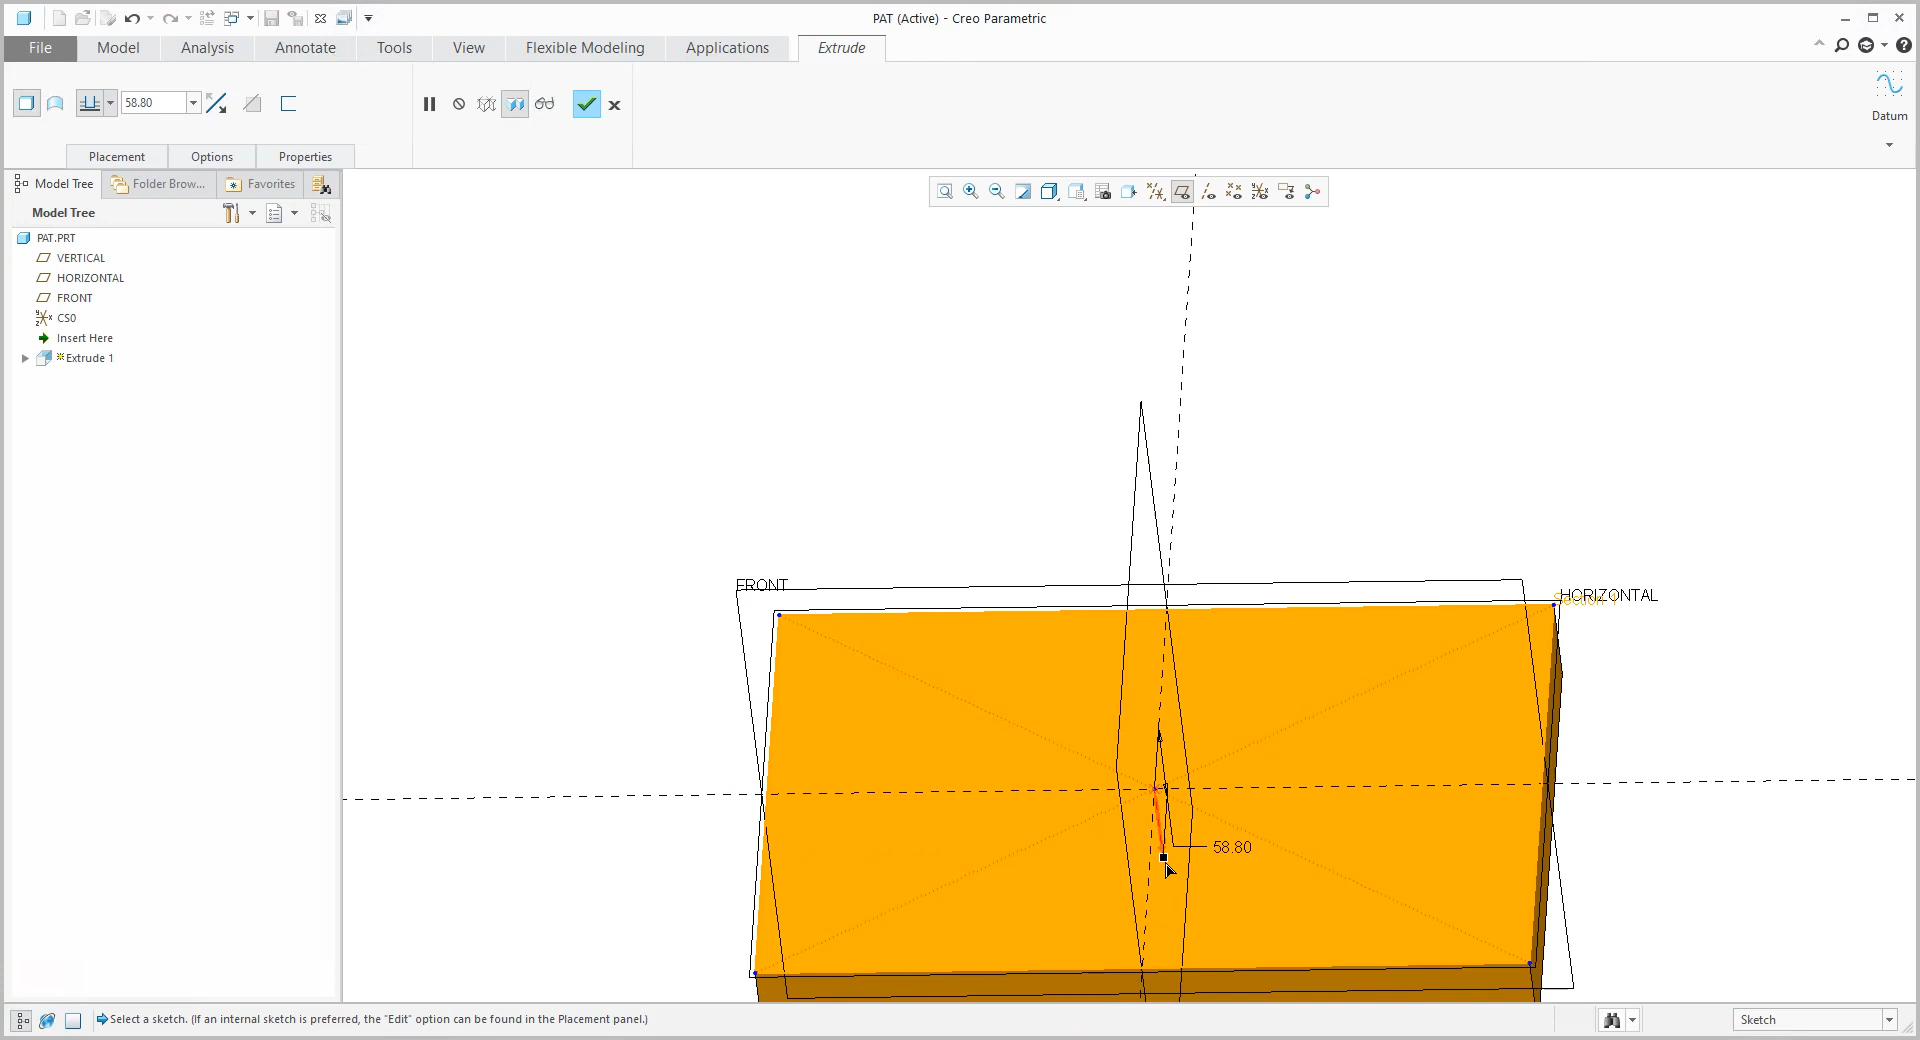 PAT (Active) - Creo Parametric
File Model Analysis Annotate Tools View Flexible Modeling Applications Extrude
58.80
Datum
Placement Options Properties
Model Tree Folder Brow... Favorites
Model Tree
PAT.PRT
VERTICAL
HORIZONTAL
FRONT
CS0
Insert Here
Extrude 1
FRONT
HORIZONTAL
Section 1
58.80
Select a sketch. (If an internal sketch is preferred, the "Edit" option can be found in the Placement panel.)
Sketch